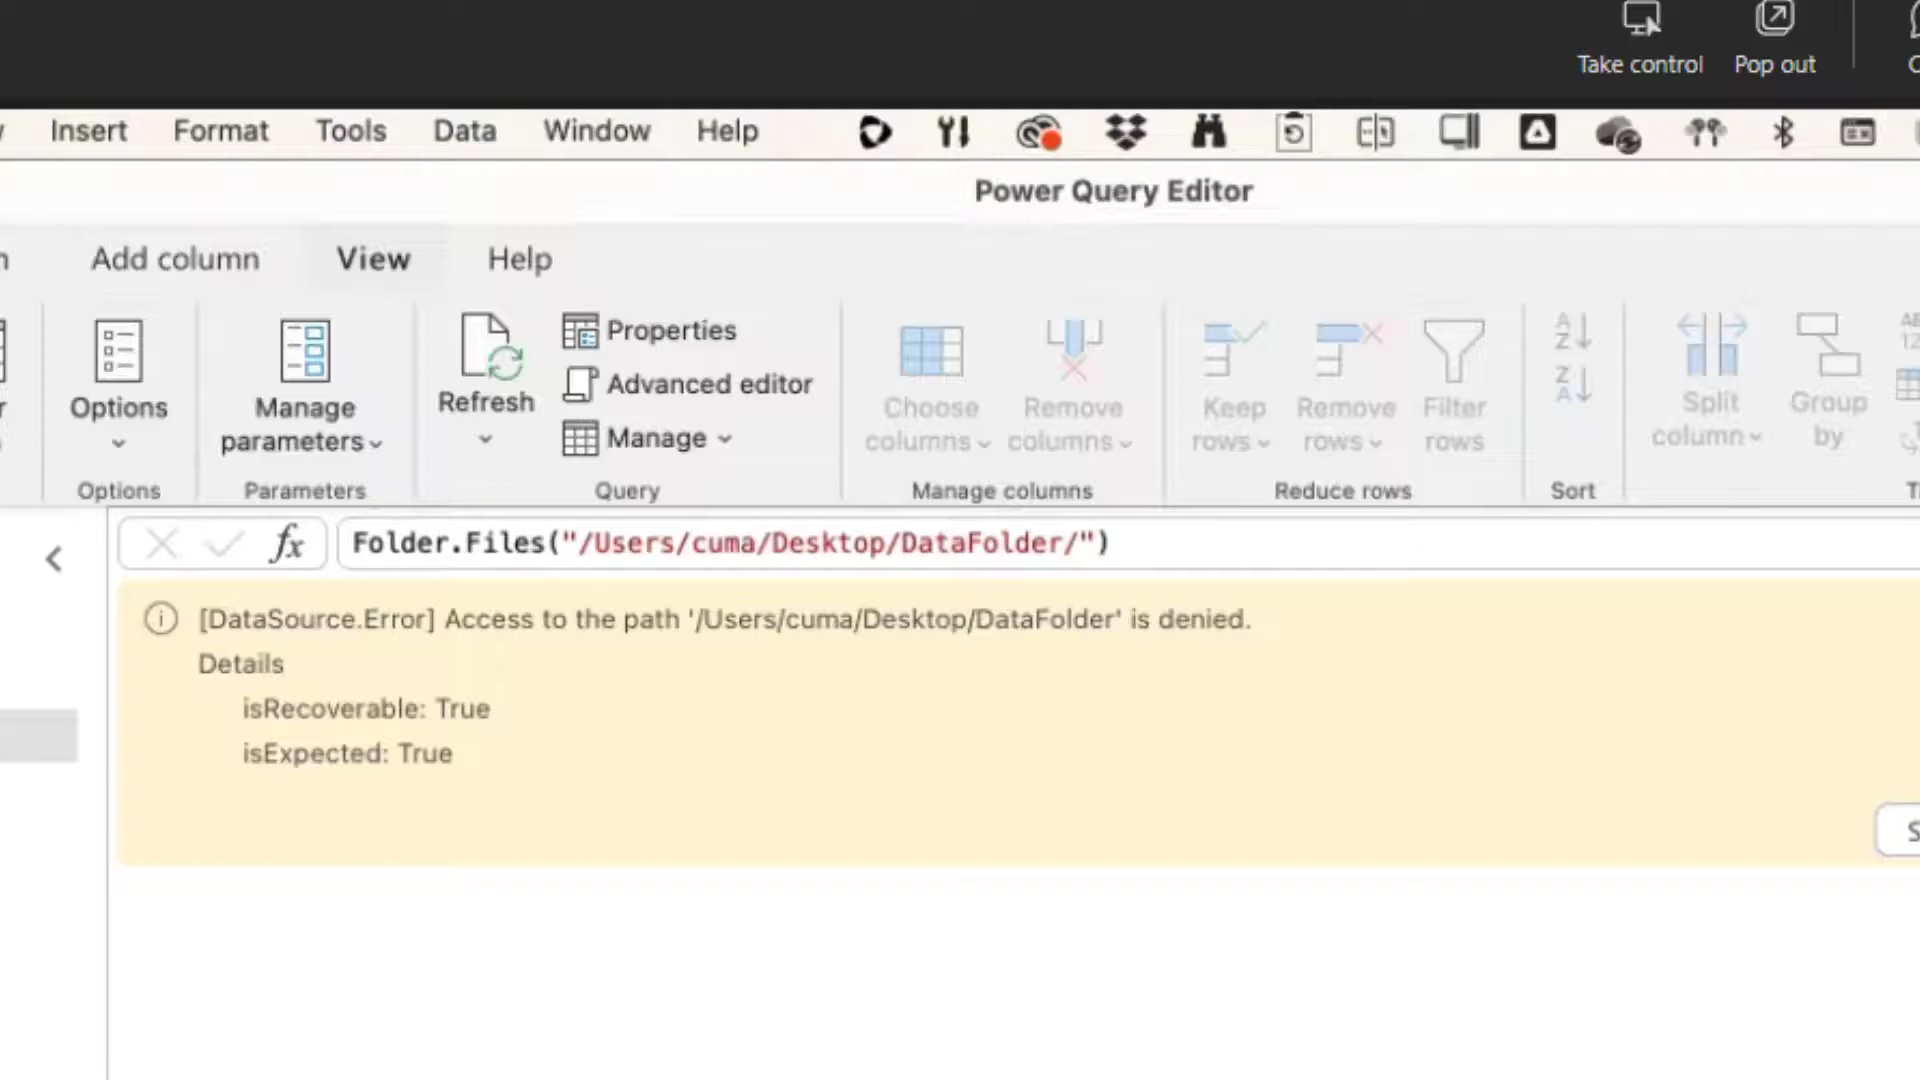 Take control Pop out
Insert Format Tools Data Window Help
Power Query Editor
Add column View Help
Options
Manage parameters
Refresh
Properties
Advanced editor
Manage
Choose columns
Remove columns
Keep rows
Remove rows
Filter rows
Split column
Group by
Options Parameters Query Manage columns Reduce rows Sort
fx Folder.Files("/Users/cuma/Desktop/DataFolder/")
[DataSource.Error] Access to the path '/Users/cuma/Desktop/DataFolder' is denied.
Details
isRecoverable: True
isExpected: True